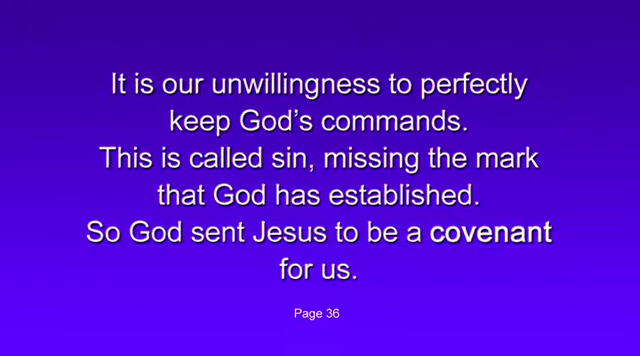 It is our unwillingness to perfectly
keep God's commands.
This is called sin, missing the mark
that God has established.
So God sent Jesus to be a covenant
for us.
Page 36